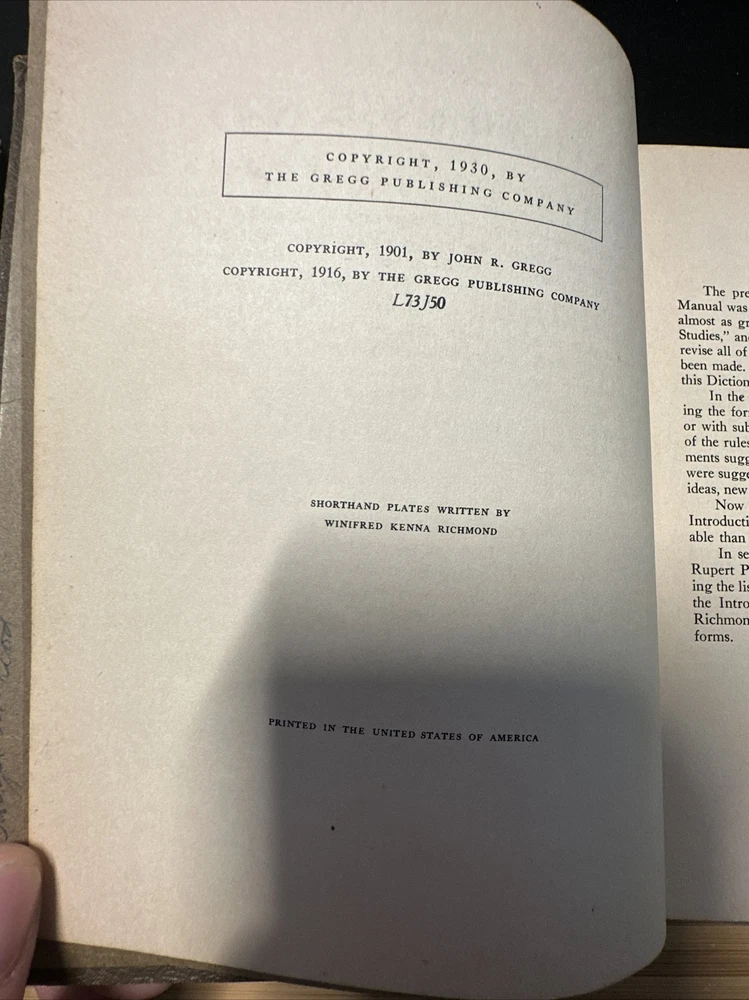 COPYRIGHT, 1930, BY
THE GREGG PUBLISHING COMPANY
COPYRIGHT, 1901, BY JOHN R. GREGG
COPYRIGHT, 1916, BY THE GREGG PUBLISHING COMPANY
L73J50
SHORTHAND PLATES WRITTEN BY
WINIFRED KENNA RICHMOND
PRINTED IN THE UNITED STATES OF AMERICA
The pre
Manual was
almost as gr
Studies," an
revise all of
been made.
this Diction
In the
ing the for
or with sub
of the rules
ments sugg
were sugge
ideas, new
Now
Introducti
able than
In se
Rupert P
ing the lis
the Intro
Richmon
forms.